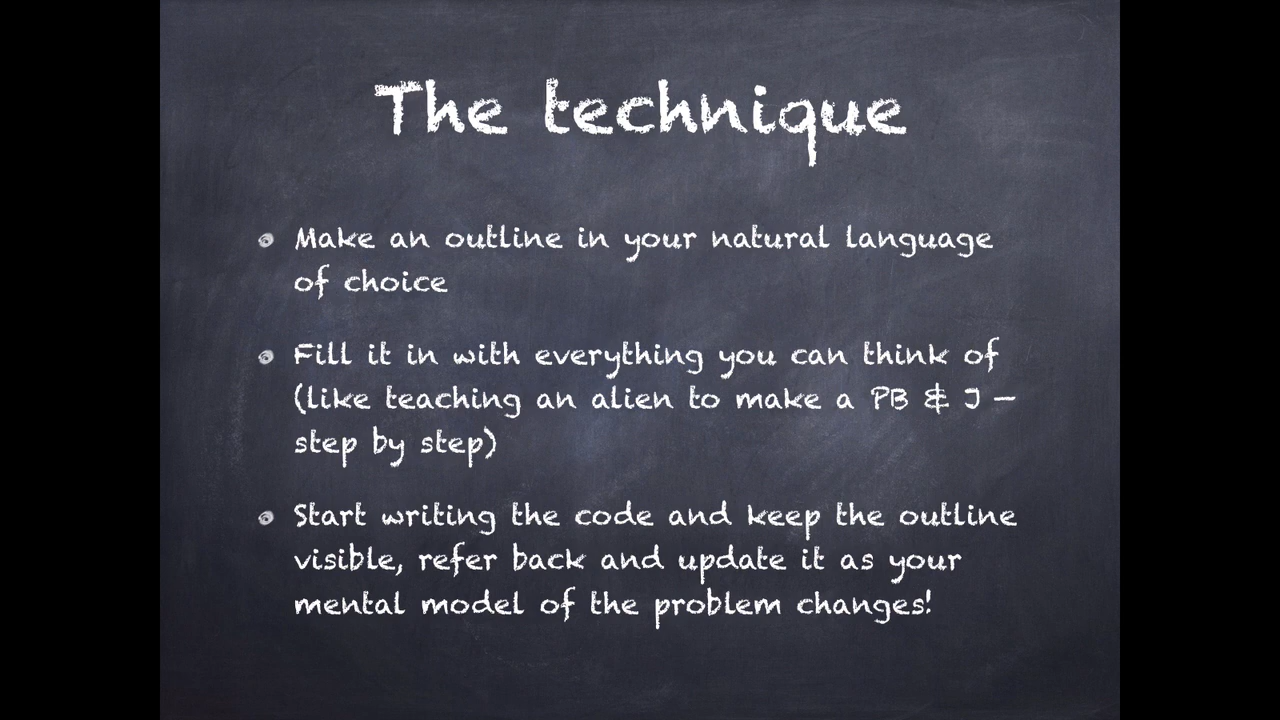 The technique
Make an outline in your natural language
of choice
Fill it in with everything you can think of
(like teaching an alien to make a PB & J —
step by step)
Start writing the code and keep the outline
visible, refer back and update it as your
mental model of the problem changes!